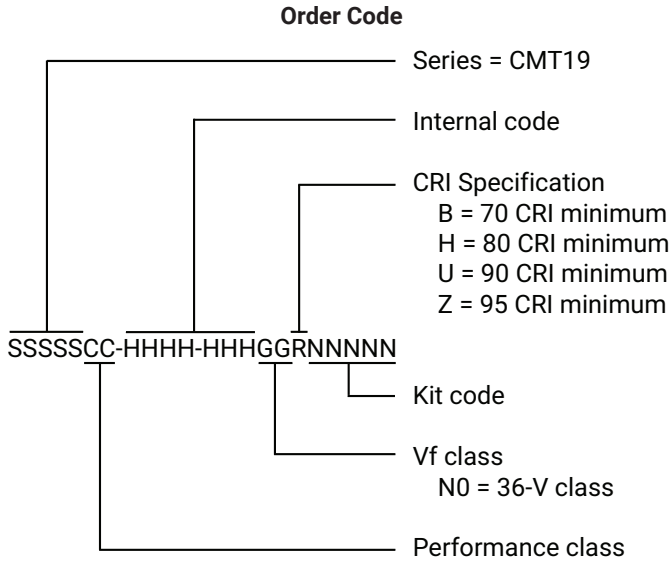 Order Code
Series = CMT19
Internal code
CRI Specification
B = 70 CRI minimum
H = 80 CRI minimum
U = 90 CRI minimum
Z = 95 CRI minimum
SSSSSCC-HHHH-HHHGGRNNNNN
Kit code
Vf class
N0 = 36-V class
Performance class